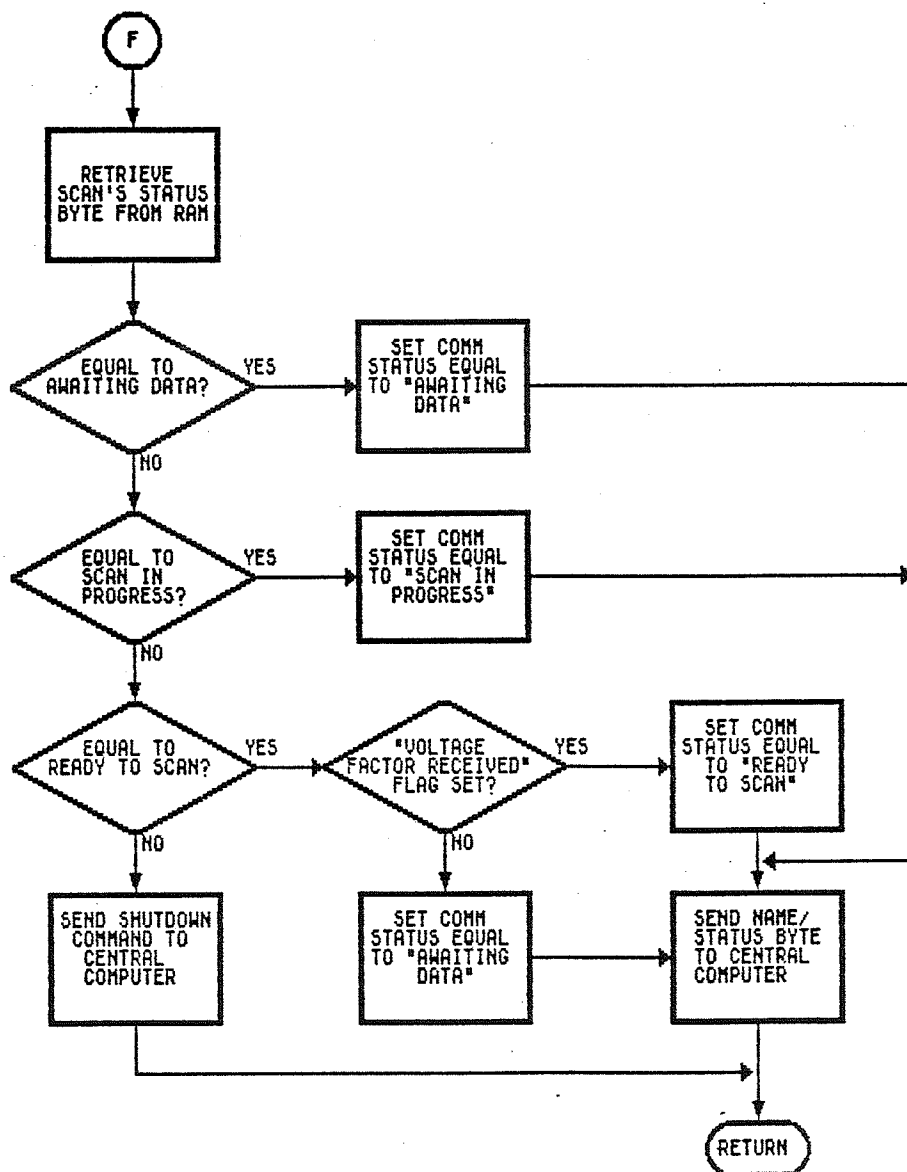 F
RETRIEVE
SCAN'S STATUS
BYTE FROM RAM
EQUAL TO
AWAITING DATA?
YES
NO
SET COMM
STATUS EQUAL
TO "AWAITING
DATA"
EQUAL TO
SCAN IN
PROGRESS?
YES
NO
SET COMM
STATUS EQUAL
TO "SCAN IN
PROGRESS"
EQUAL TO
READY TO SCAN?
YES
NO
"VOLTAGE
FACTOR RECEIVED"
FLAG SET?
YES
NO
SET COMM
STATUS EQUAL
TO "READY
TO SCAN"
SEND SHUTDOWN
COMMAND TO
CENTRAL
COMPUTER
SET COMM
STATUS EQUAL
TO "AWAITING
DATA"
SEND NAME/
STATUS BYTE
TO CENTRAL
COMPUTER
RETURN